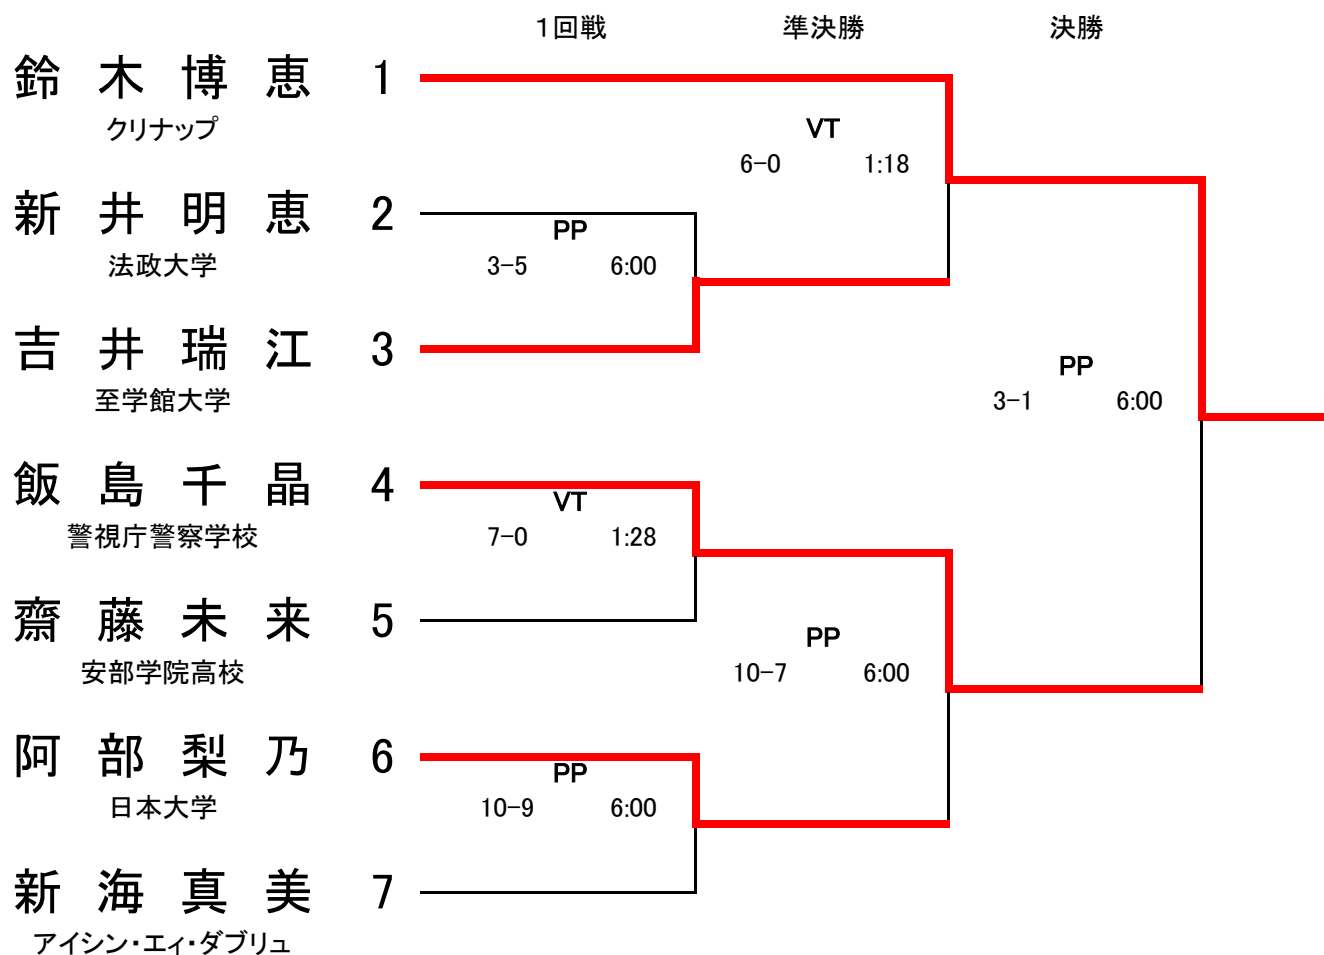 １回戦 準決勝 決勝
鈴木博恵 1
クリナップ
VT
6-0 1:18
新井明恵 2
PP
法政大学
3-5 6:00
吉井瑞江 3
至学館大学
PP
3-1 6:00
飯島千晶 4
VT
警視庁警察学校
7-0 1:28
齋藤未来 5
安部学院高校
PP
10-7 6:00
阿部梨乃 6
PP
日本大学
10-9 6:00
新海真美 7
アイシン・エィ・ダブリュ